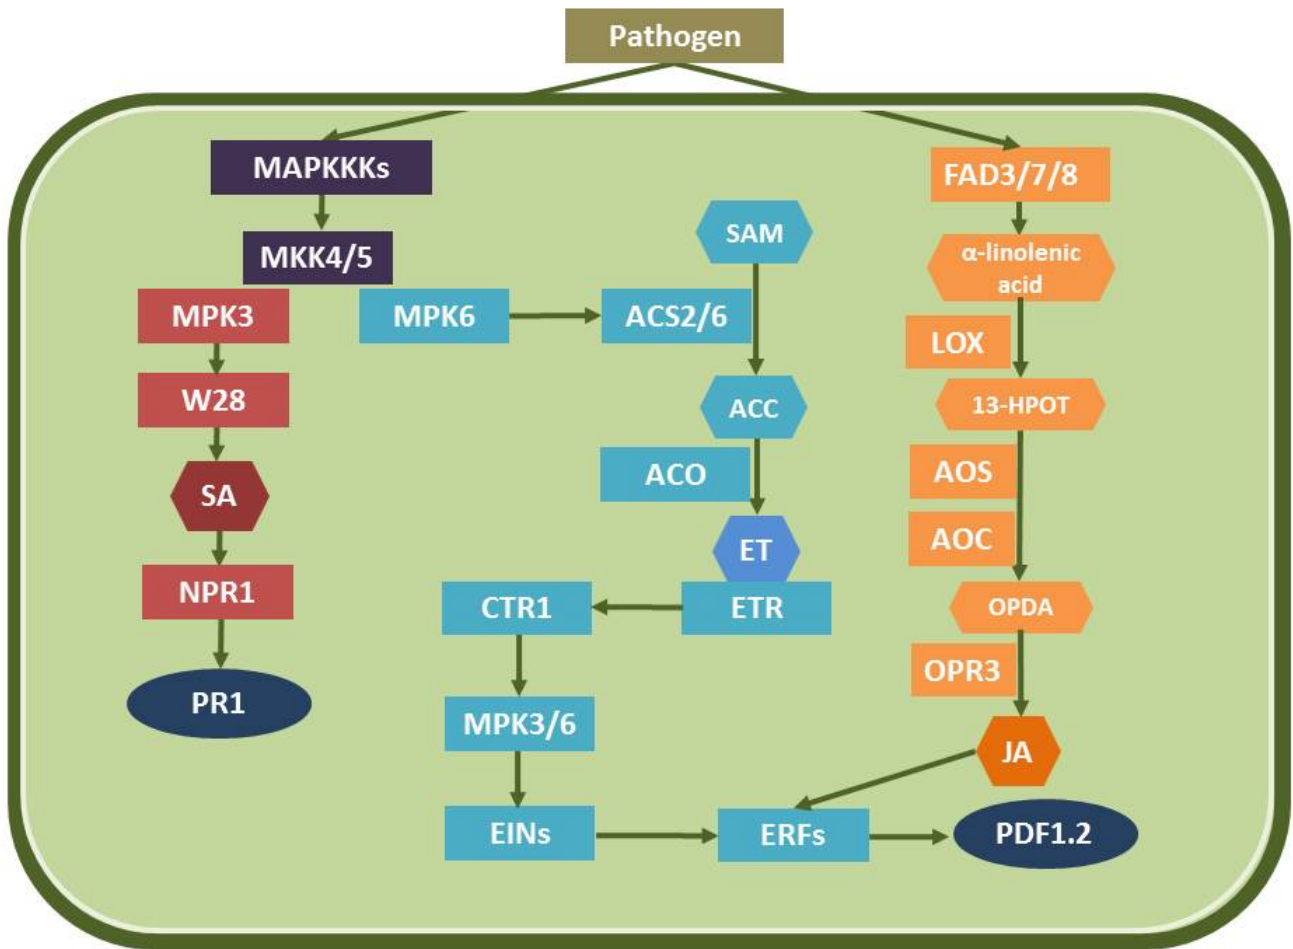 Pathogen
MAPKKKs
FAD3/7/8
SAM
MKK4/5
α-linolenic
acid
MPK3
MPK6
ACS2/6
LOX
W28
ACC
13-HPOT
SA
ACO
AOS
AOC
ET
NPR1
CTR1
ETR
OPDA
OPR3
PR1
MPK3/6
JA
EINs
ERFs
PDF1.2